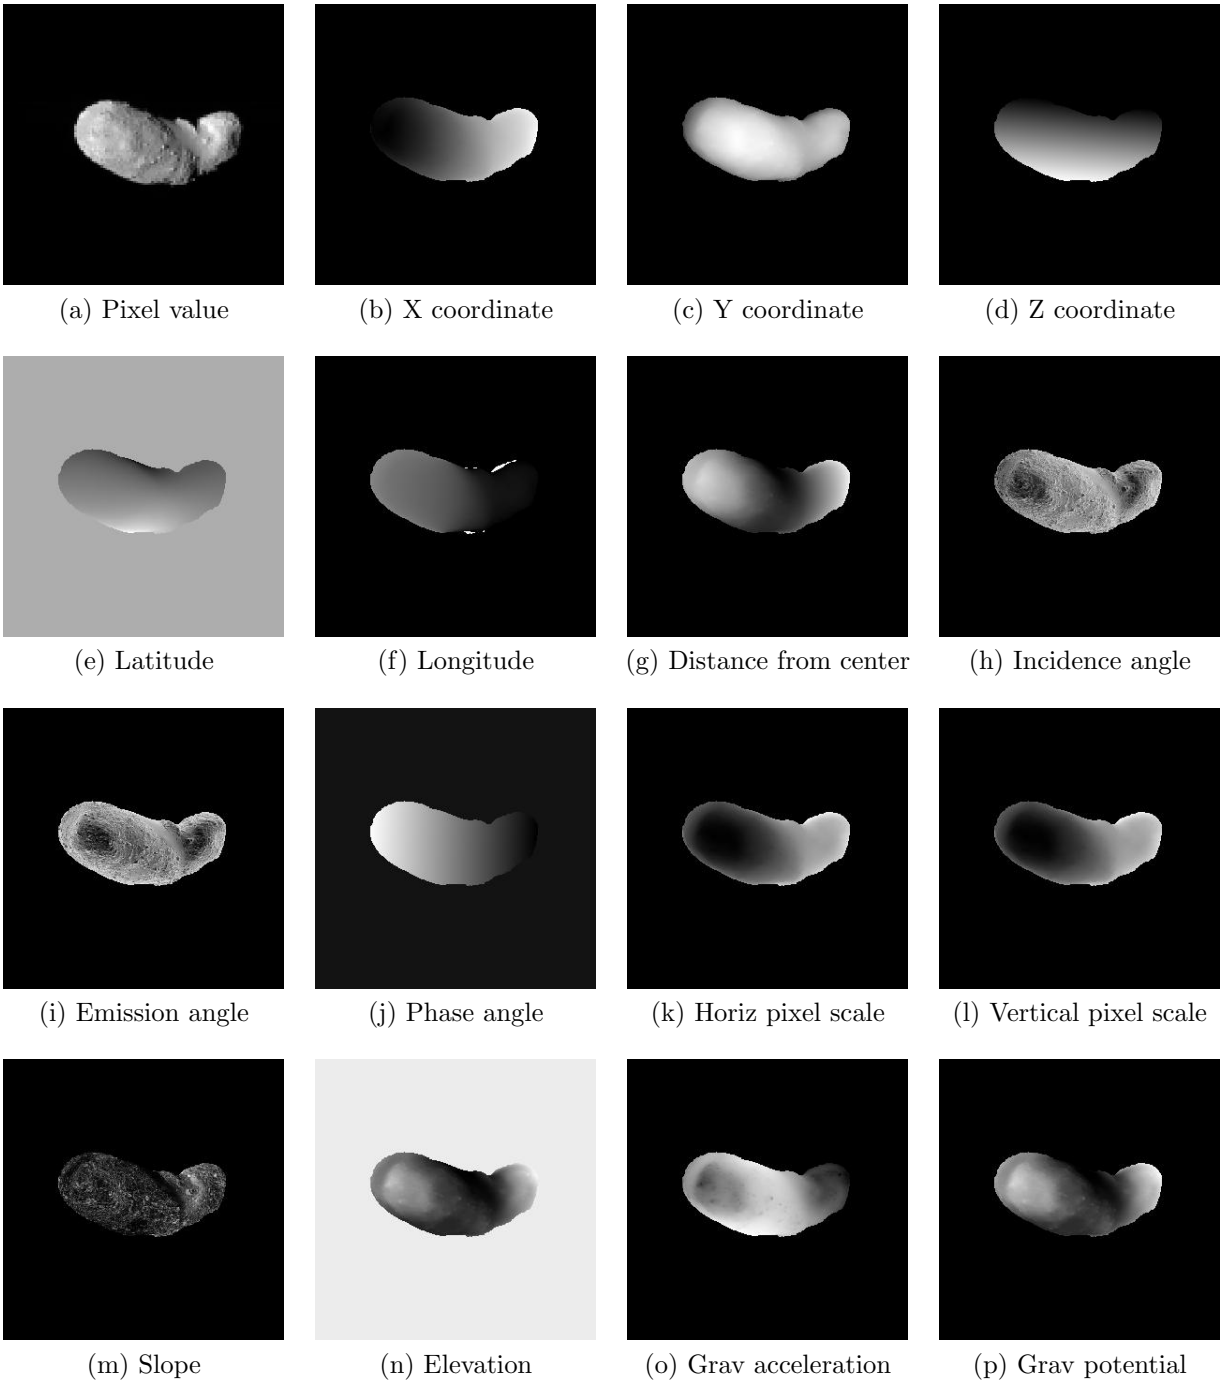 (a) Pixel value
(b) X coordinate
(c) Y coordinate
(d) Z coordinate
(e) Latitude
(f) Longitude
(g) Distance from center
(h) Incidence angle
(i) Emission angle
(j) Phase angle
(k) Horiz pixel scale
(l) Vertical pixel scale
(m) Slope
(n) Elevation
(o) Grav acceleration
(p) Grav potential